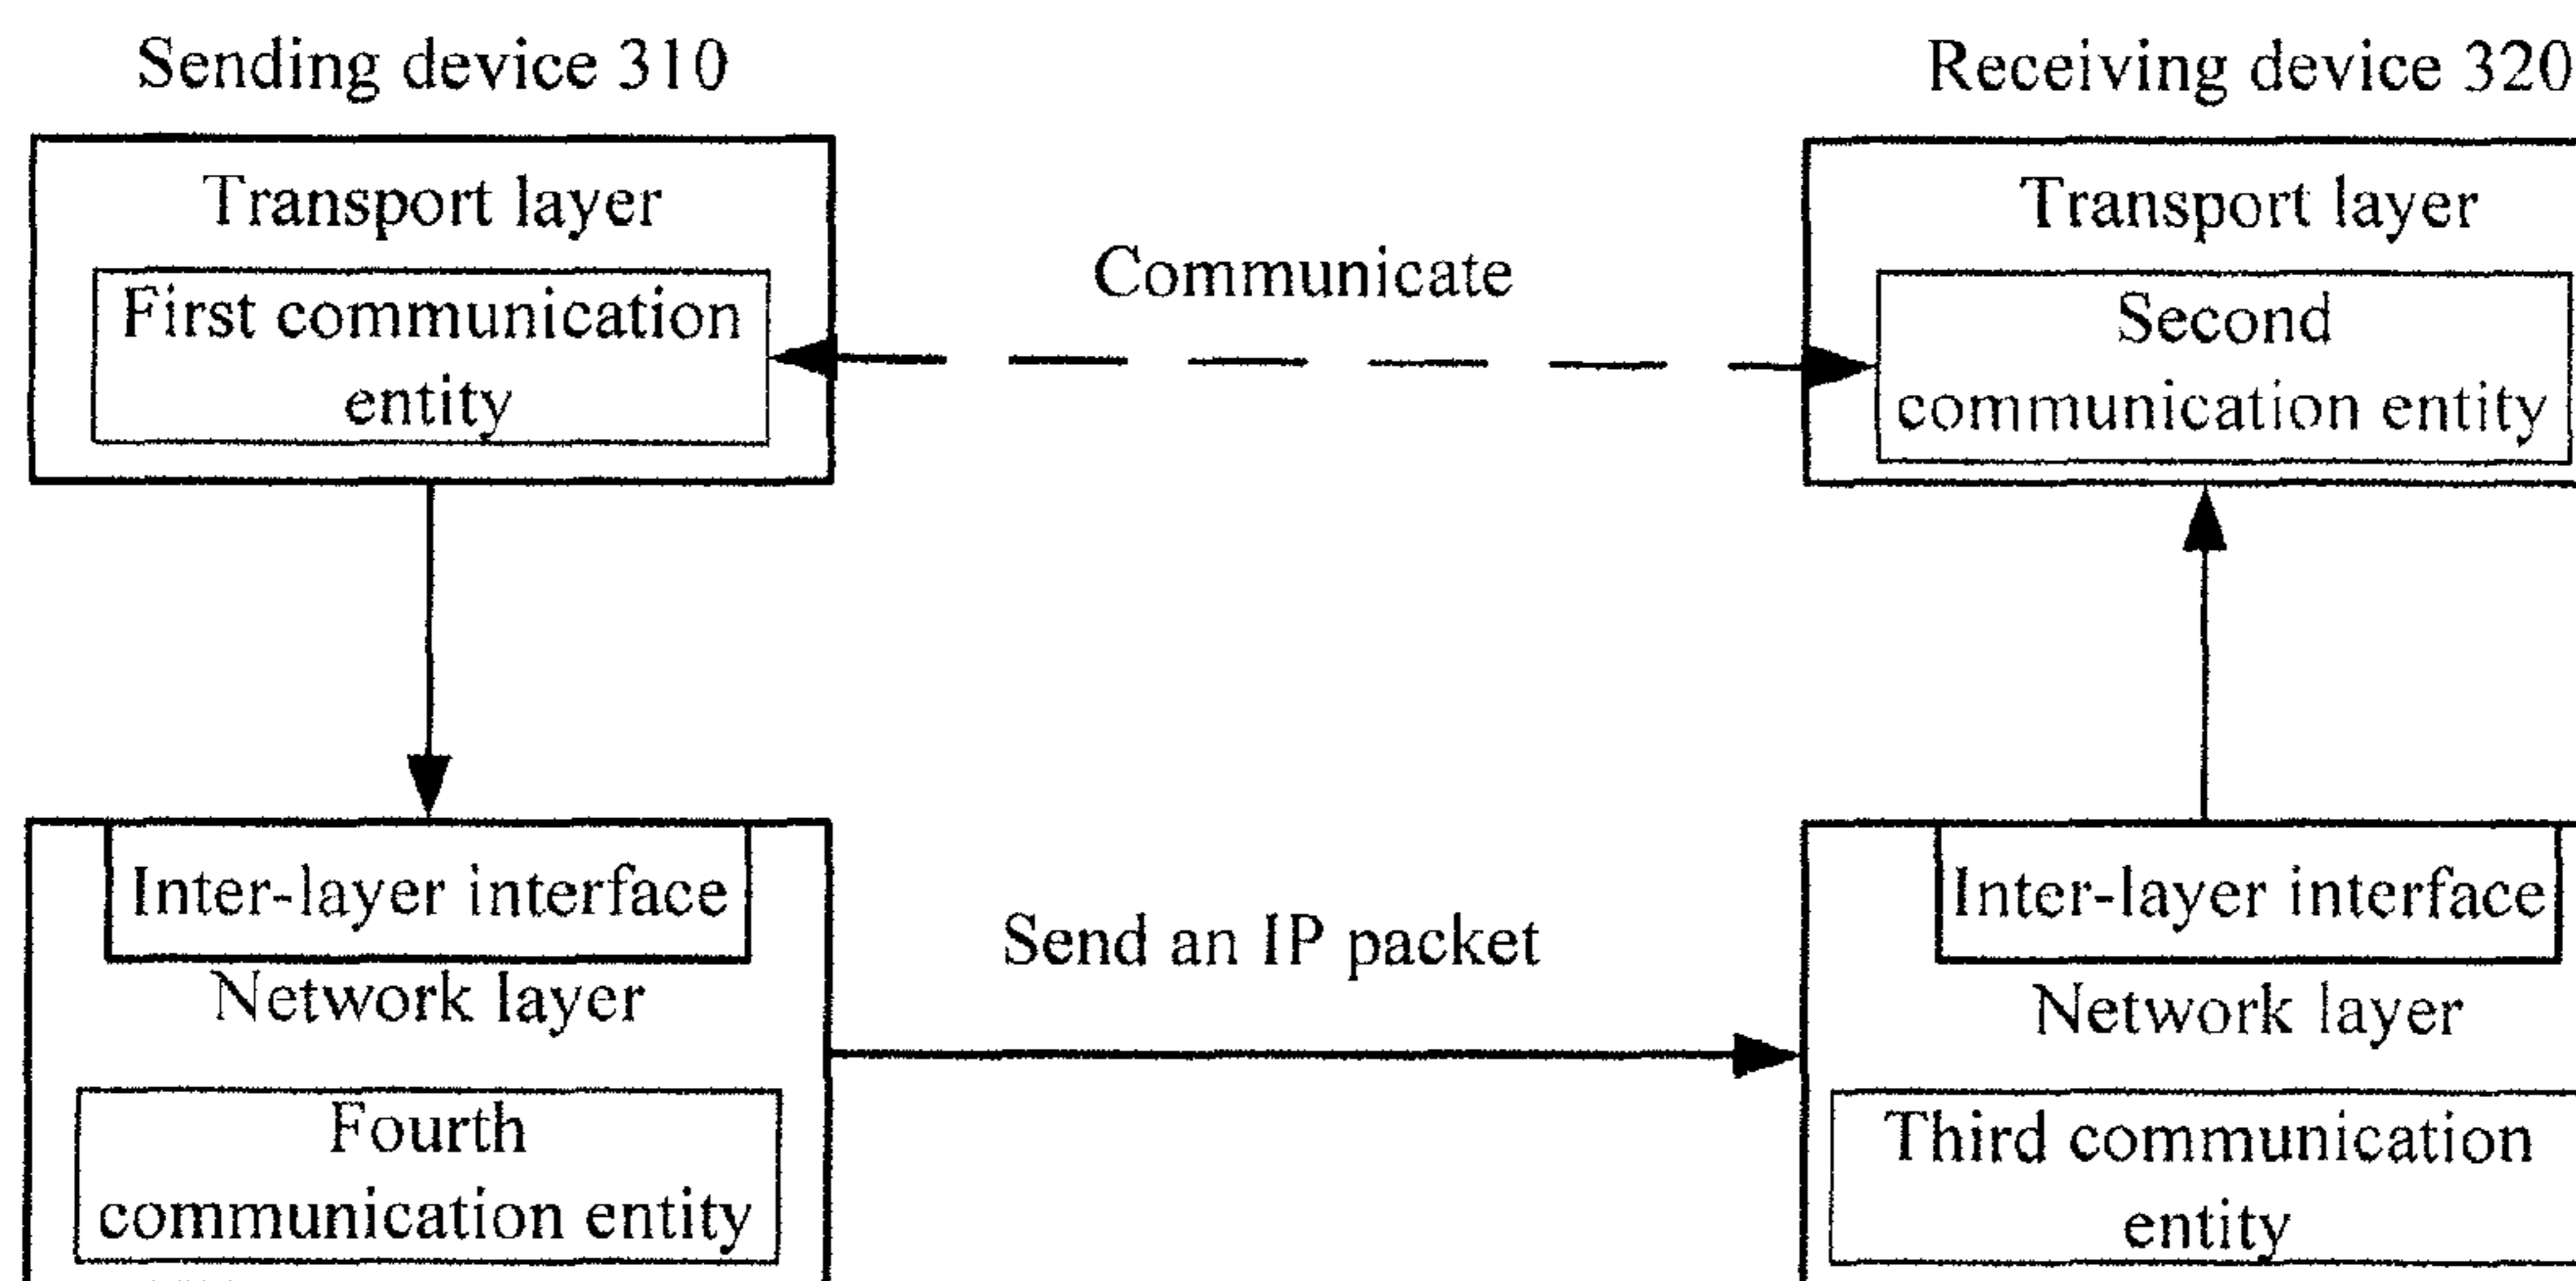 Sending device 310
Receiving device 320
Transport layer
First communication
entity
Communicate
Transport layer
Second
communication entity
Inter-layer interface
Network layer
Fourth
communication entity
Send an IP packet
Inter-layer interface
Network layer
Third communication
entity